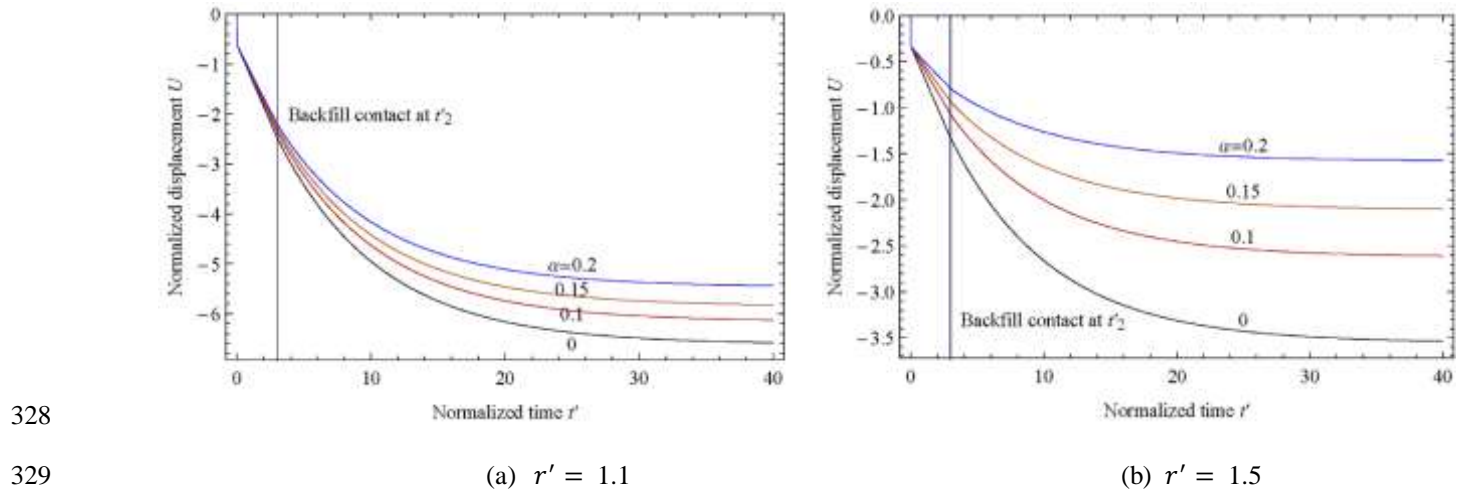 0
−1
−2
−3
−4
−5
−6
Normalized displacement U
Backfill contact at t'₂
α=0.2
0.15
0.1
0
0 10 20 30 40
Normalized time t'
0.0
−0.5
−1.0
−1.5
−2.0
−2.5
−3.0
−3.5
Normalized displacement U
α=0.2
0.15
0.1
0
Backfill contact at t'₂
0 10 20 30 40
Normalized time t'
328
329 (a) r′ = 1.1 (b) r′ = 1.5